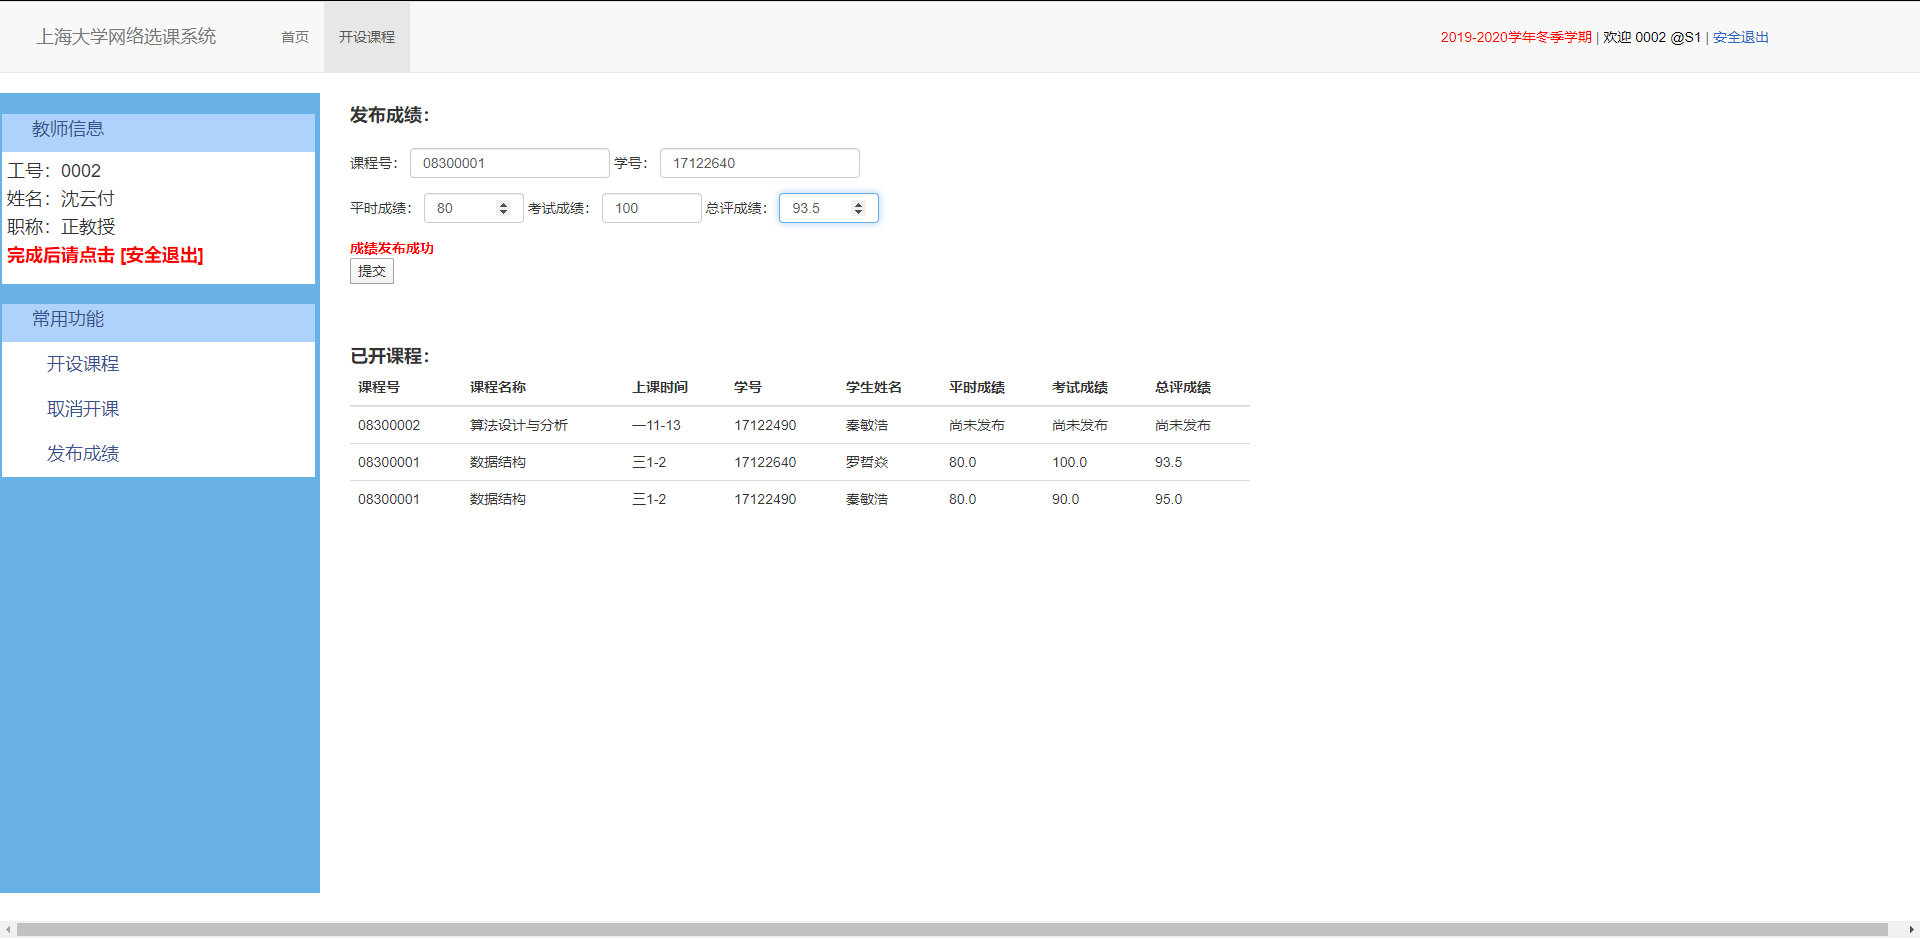 上海大学网络选课系统 首页 开设课程 2019-2020学年冬季学期 | 欢迎 0002 @S1 | 安全退出
教师信息
工号：0002
姓名：沈云付
职称：正教授
完成后请点击 [安全退出]
常用功能
开设课程
取消开课
发布成绩
发布成绩：
课程号： 08300001 学号： 17122640
平时成绩： 80 考试成绩： 100 总评成绩： 93.5
成绩发布成功
提交
已开课程：
课程号 课程名称 上课时间 学号 学生姓名 平时成绩 考试成绩 总评成绩
08300002 算法设计与分析 一11-13 17122490 秦敏浩 尚未发布 尚未发布 尚未发布
08300001 数据结构 三1-2 17122640 罗哲焱 80.0 100.0 93.5
08300001 数据结构 三1-2 17122490 秦敏浩 80.0 90.0 95.0